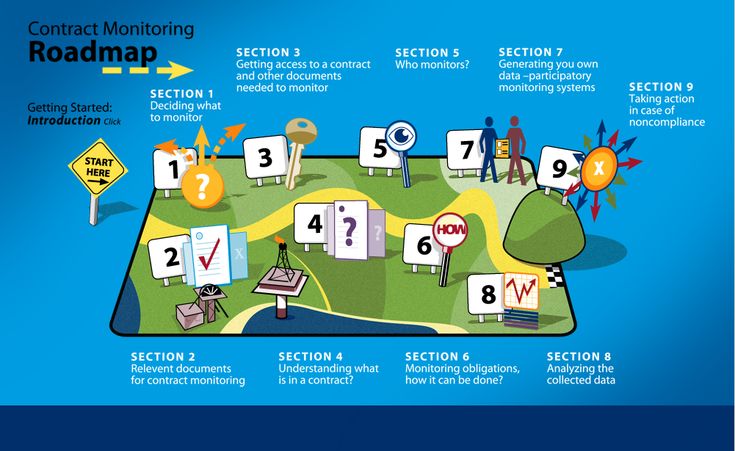 Contract Monitoring
Roadmap
Getting Started:
Introduction Click
START
HERE
SECTION 1
Deciding what
to monitor
SECTION 3
Getting access to a contract
and other documents
needed to monitor
SECTION 5
Who monitors?
SECTION 7
Generating you own
data –participatory
monitoring systems
SECTION 9
Taking action
in case of
noncompliance
1
?
3
5
7
9
X
2
X
4
?
?
6
HOW
8
SECTION 2
Relevent documents
for contract monitoring
SECTION 4
Understanding what
is in a contract?
SECTION 6
Monitoring obligations,
how it can be done?
SECTION 8
Analyzing the
collected data